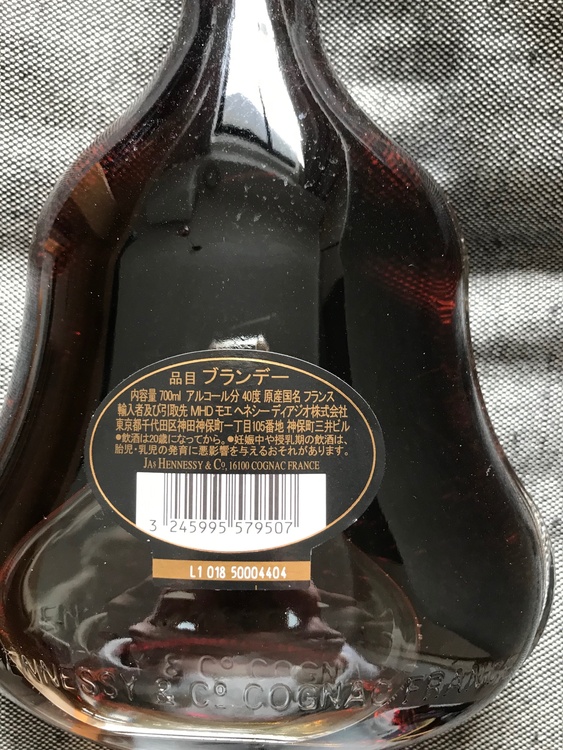 品目 ブランデー
内容量 700ml アルコール分 40度 原産国名 フランス
輸入者及び引取先 MHD モエ ヘネシー ディアジオ株式会社
東京都千代田区神田神保町一丁目105番地 神保町三井ビル
●飲酒は20歳になってから。●妊娠中や授乳期の飲酒は、
胎児・乳児の発育に悪影響を与えるおそれがあります。
JAS HENNESSY & CO, 16100 COGNAC FRANCE
3 245995 579507
L1 018 50004404
& CO COGN
ENNESSY & CO COGNAC FRAN